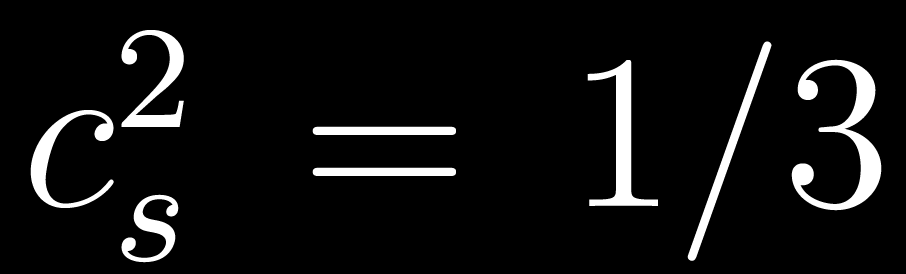 c_s^2 = 1/3